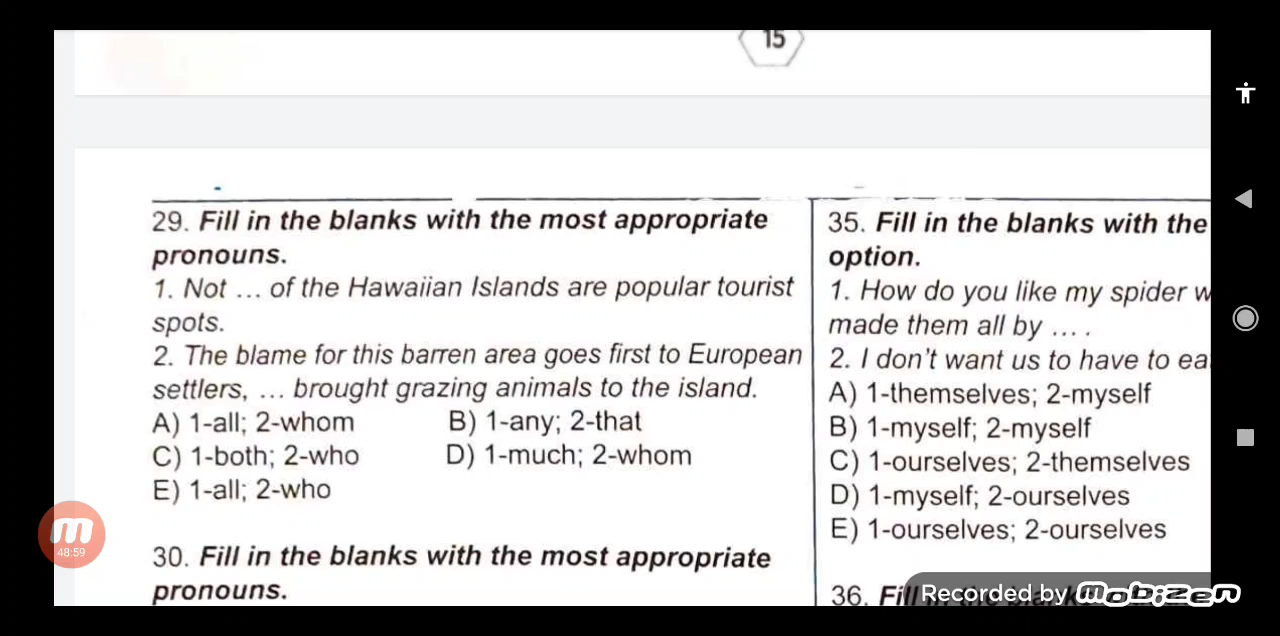 15
29. Fill in the blanks with the most appropriate
pronouns.
1. Not ... of the Hawaiian Islands are popular tourist
spots.
2. The blame for this barren area goes first to European
settlers, ... brought grazing animals to the island.
A) 1-all; 2-whom B) 1-any; 2-that
C) 1-both; 2-who D) 1-much; 2-whom
E) 1-all; 2-who
30. Fill in the blanks with the most appropriate
pronouns.
35. Fill in the blanks with the
option.
1. How do you like my spider w
made them all by ... .
2. I don't want us to have to ea
A) 1-themselves; 2-myself
B) 1-myself; 2-myself
C) 1-ourselves; 2-themselves
D) 1-myself; 2-ourselves
E) 1-ourselves; 2-ourselves
36. Fill
m
48:59
Recorded by Mobizen